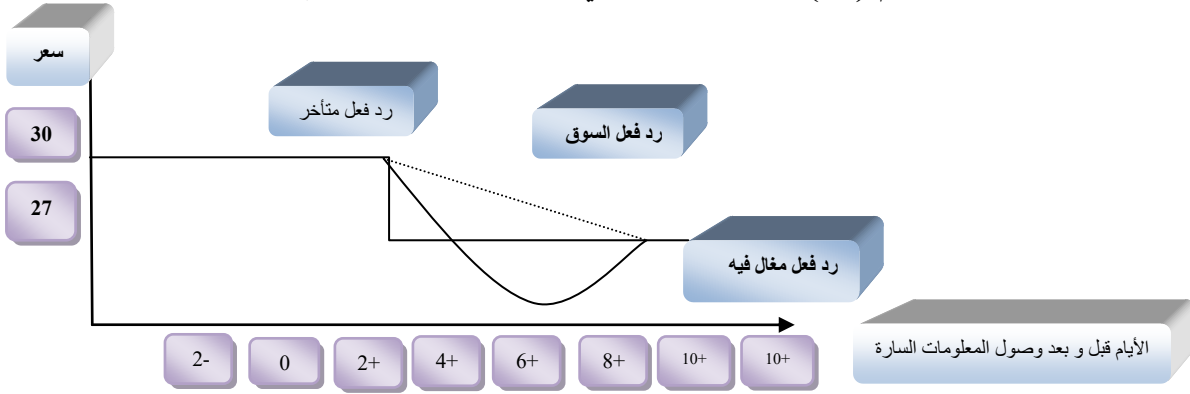 سعر
30
27
رد فعل متأخر
رد فعل السوق
رد فعل مغال فيه
2-
0
2+
4+
6+
8+
10+
10+
الأيام قبل و بعد وصول المعلومات السارة